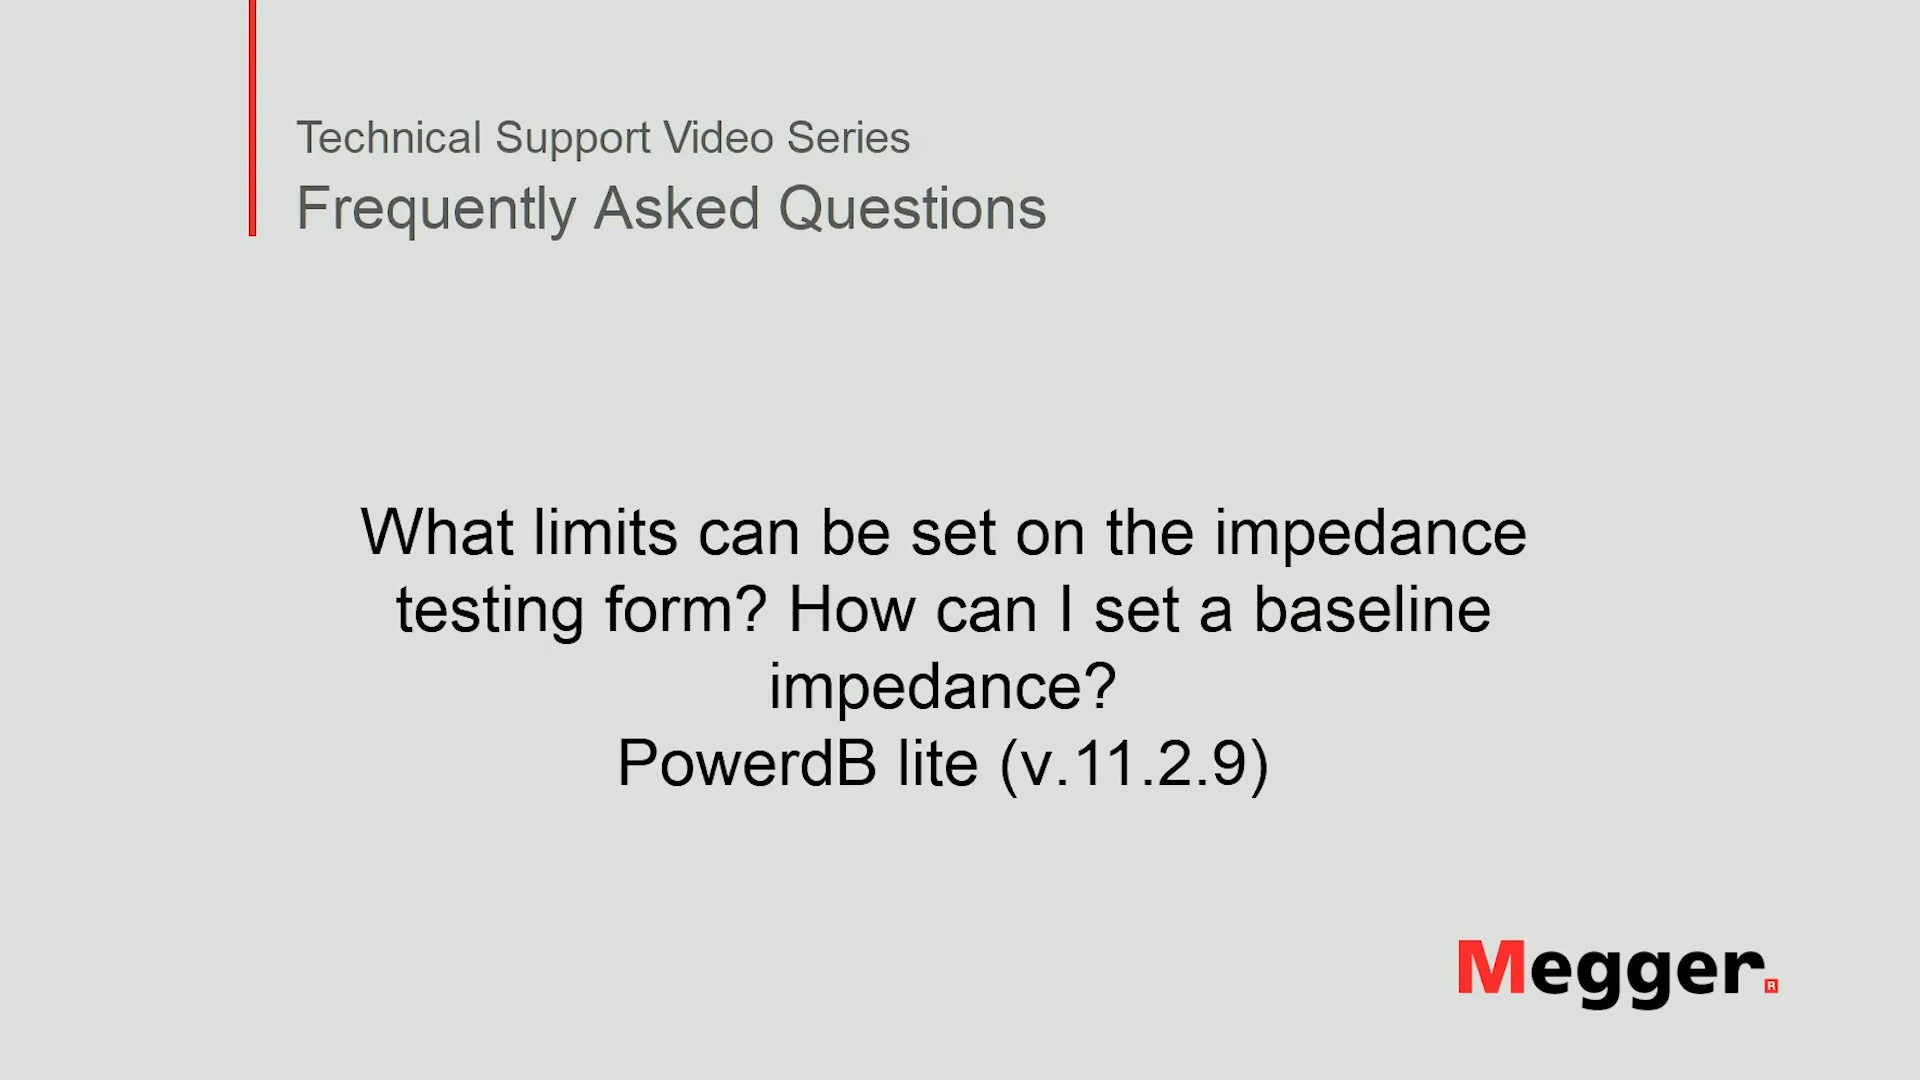 Technical Support Video Series
Frequently Asked Questions
What limits can be set on the impedance
testing form? How can I set a baseline
impedance?
PowerdB lite (v.11.2.9)
Megger.®